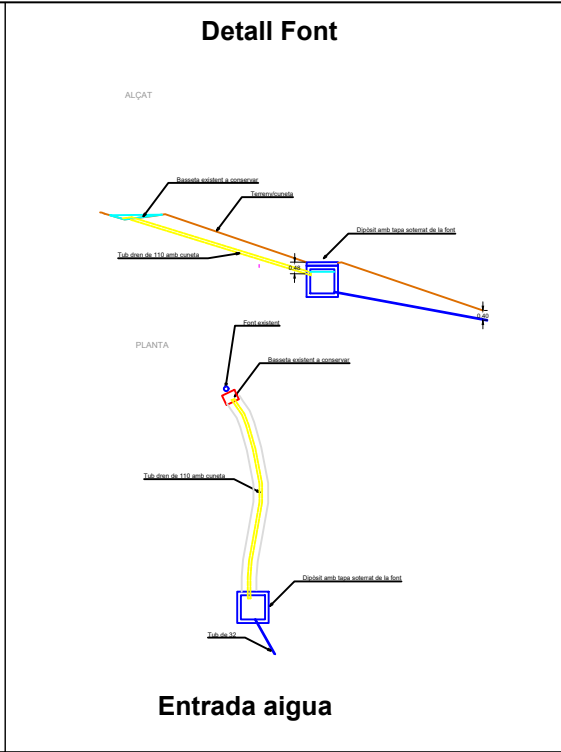 Detall Font
ALÇAT
Basseta existent a conservar
Terreny/cuneta
Dipòsit amb tapa soterrat de la font
Tub dren de 110 amb cuneta
0.48
0.40
Font existent
PLANTA
Basseta existent a conservar
Tub dren de 110 amb cuneta
Dipòsit amb tapa soterrat de la font
Tub de 32
Entrada aigua